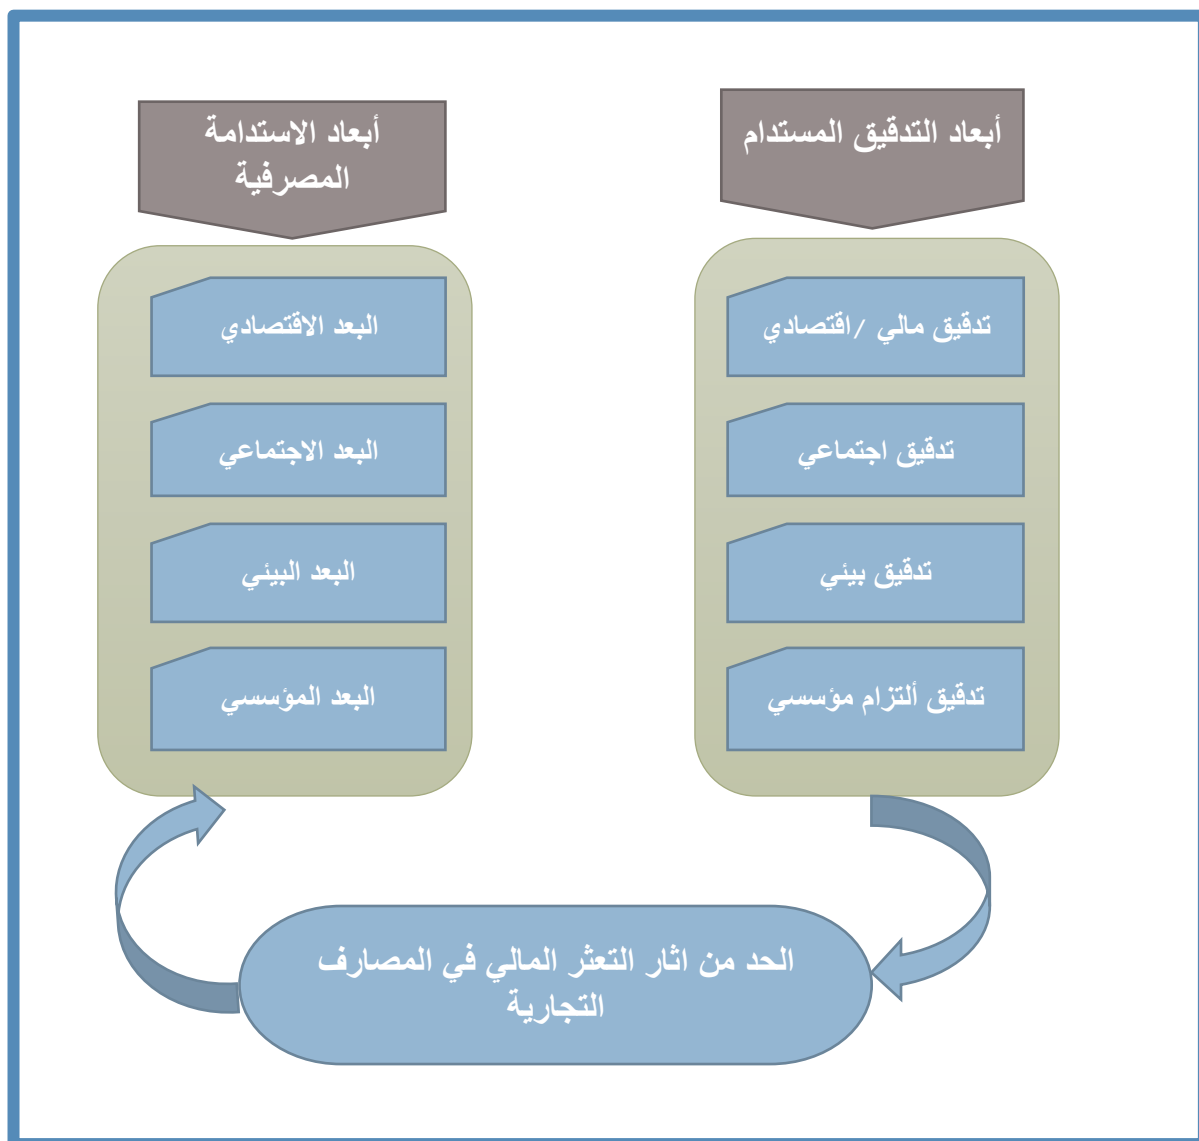 أبعاد التدقيق المستدام
تدقيق مالي /اقتصادي
تدقيق اجتماعي
تدقيق بيئي
تدقيق ألتزام مؤسسي
أبعاد الاستدامة
المصرفية
البعد الاقتصادي
البعد الاجتماعي
البعد البيئي
البعد المؤسسي
الحد من اثار التعثر المالي في المصارف
التجارية